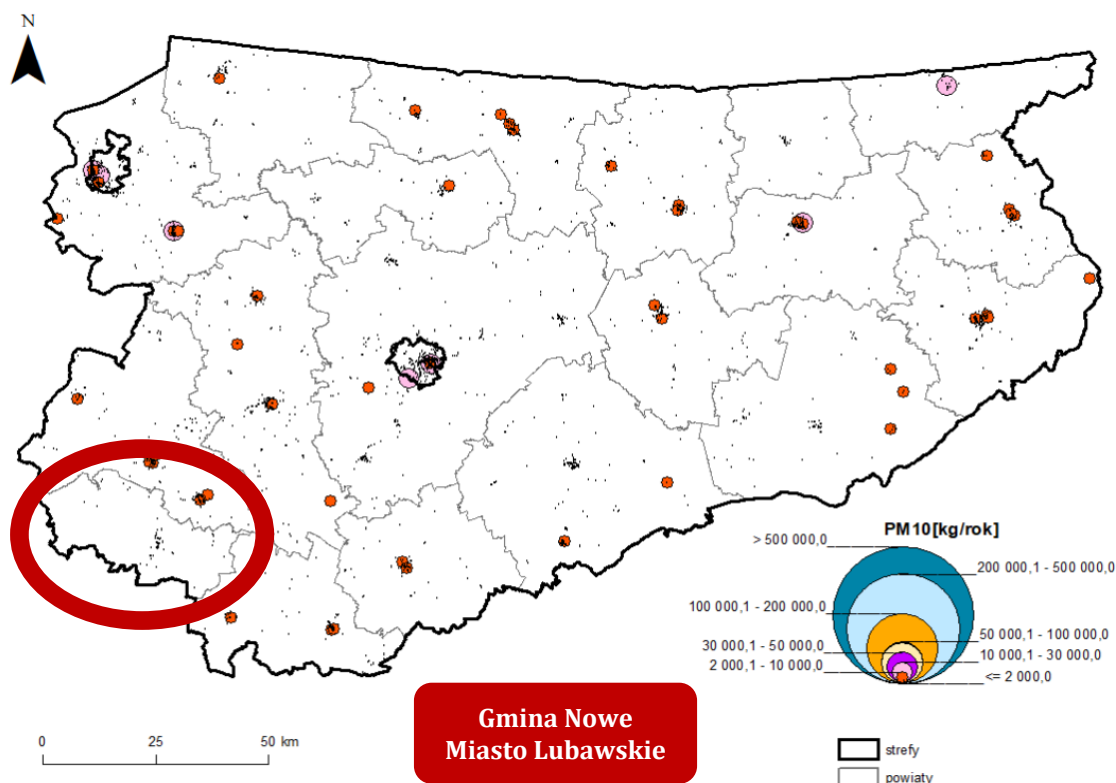 N
PM10[kg/rok]
> 500 000,0
200 000,1 - 500 000,0
100 000,1 - 200 000,0
50 000,1 - 100 000,0
30 000,1 - 50 000,0
10 000,1 - 30 000,0
2 000,1 - 10 000,0
<= 2 000,0
Gmina Nowe
Miasto Lubawskie
0 25 50 km
strefy
powiaty